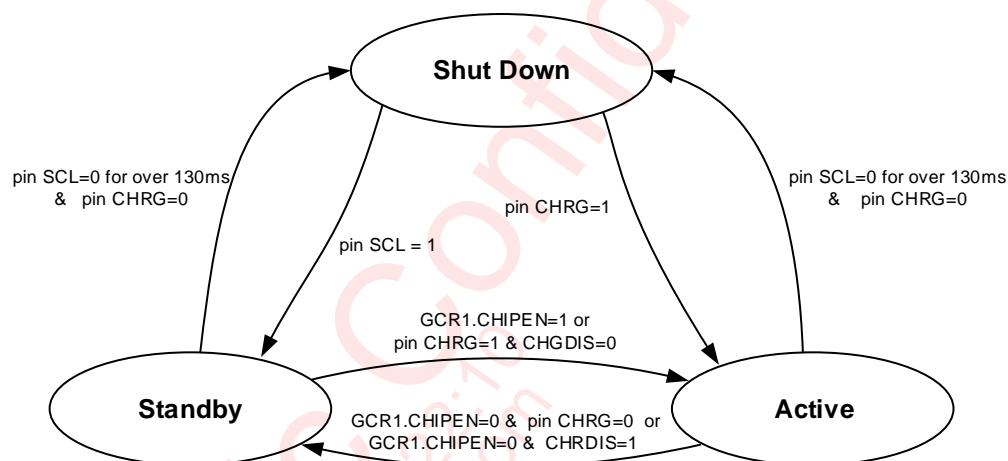 Confid
Shut Down
pin SCL=0 for over 130ms
& pin CHRG=0
pin SCL=0 for over 130ms
& pin CHRG=0
pin CHRG=1
pin SCL = 1
GCR1.CHIPEN=1 or
pin CHRG=1 & CHGDIS=0
Standby
Active
GCR1.CHIPEN=0 & pin CHRG=0 or
GCR1.CHIPEN=0 & CHRDIS=1